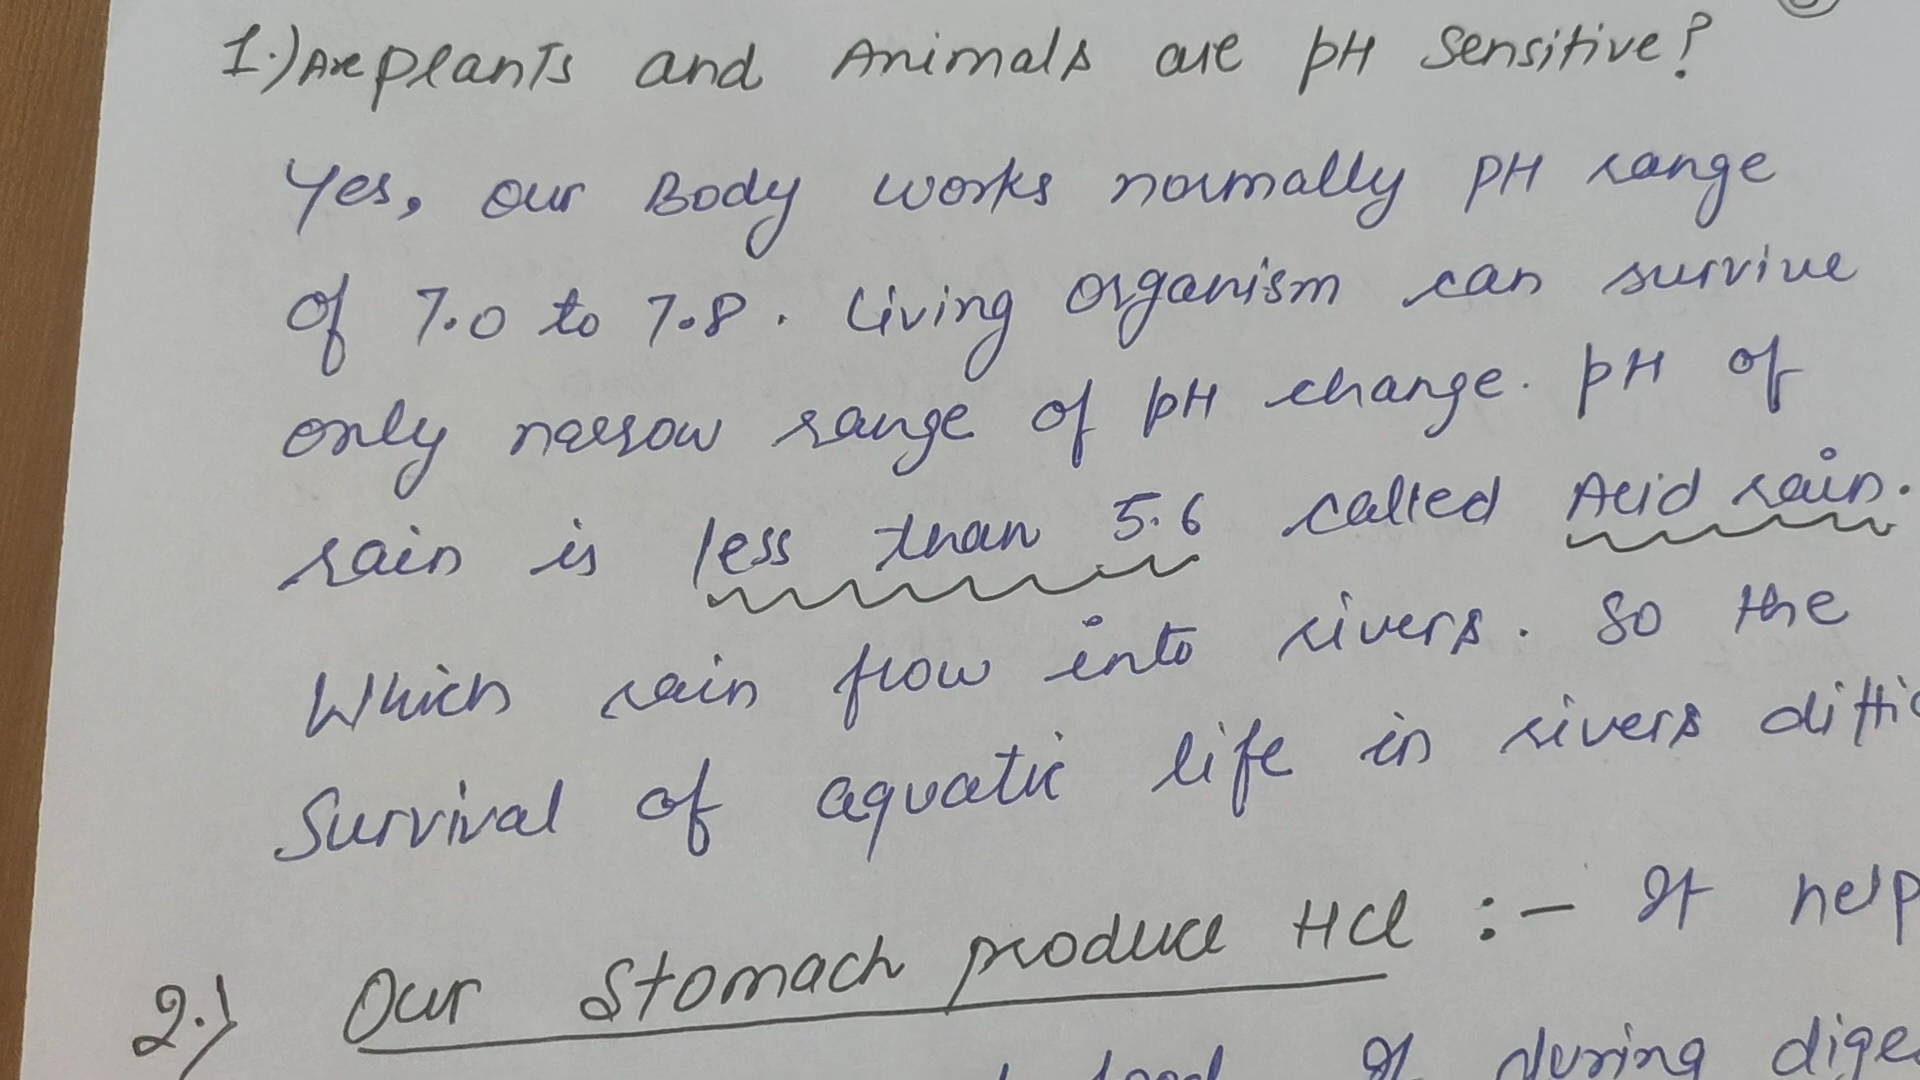 1.) Are plants and Animals are pH Sensitive?
Yes, our Body works normally pH range
of 7.0 to 7.8. Living organism can survive
only narrow range of pH change. pH of
rain is less than 5.6 called Acid rain.
Which rain flow into rivers. So the
Survival of aquatic life in rivers
2.) Our Stomach produce HCl :- It help
food. If during